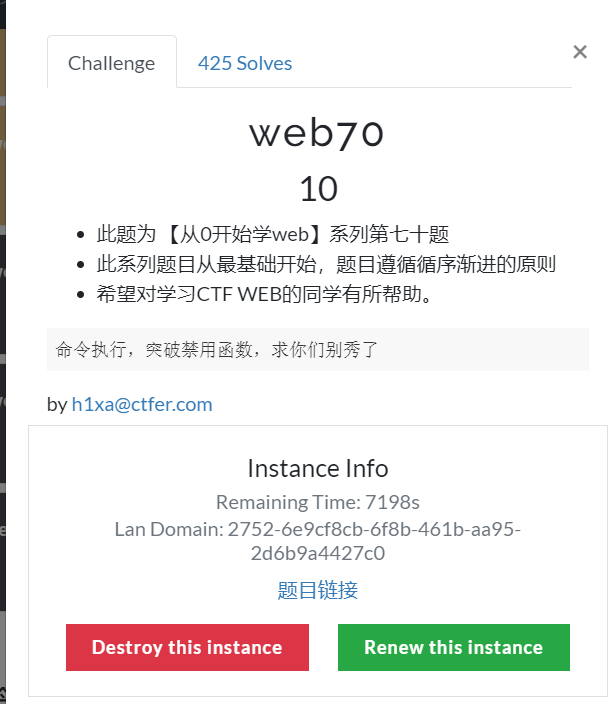 Challenge
425 Solves
×
web70
10
此题为 【从0开始学web】系列第七十题
此系列题目从最基础开始，题目遵循循序渐进的原则
希望对学习CTF WEB的同学有所帮助。
命令执行，突破禁用函数，求你们别秀了
by h1xa@ctfer.com
Instance Info
Remaining Time: 7198s
Lan Domain: 2752-6e9cf8cb-6f8b-461b-aa95-
2d6b9a4427c0
题目链接
Destroy this instance
Renew this instance